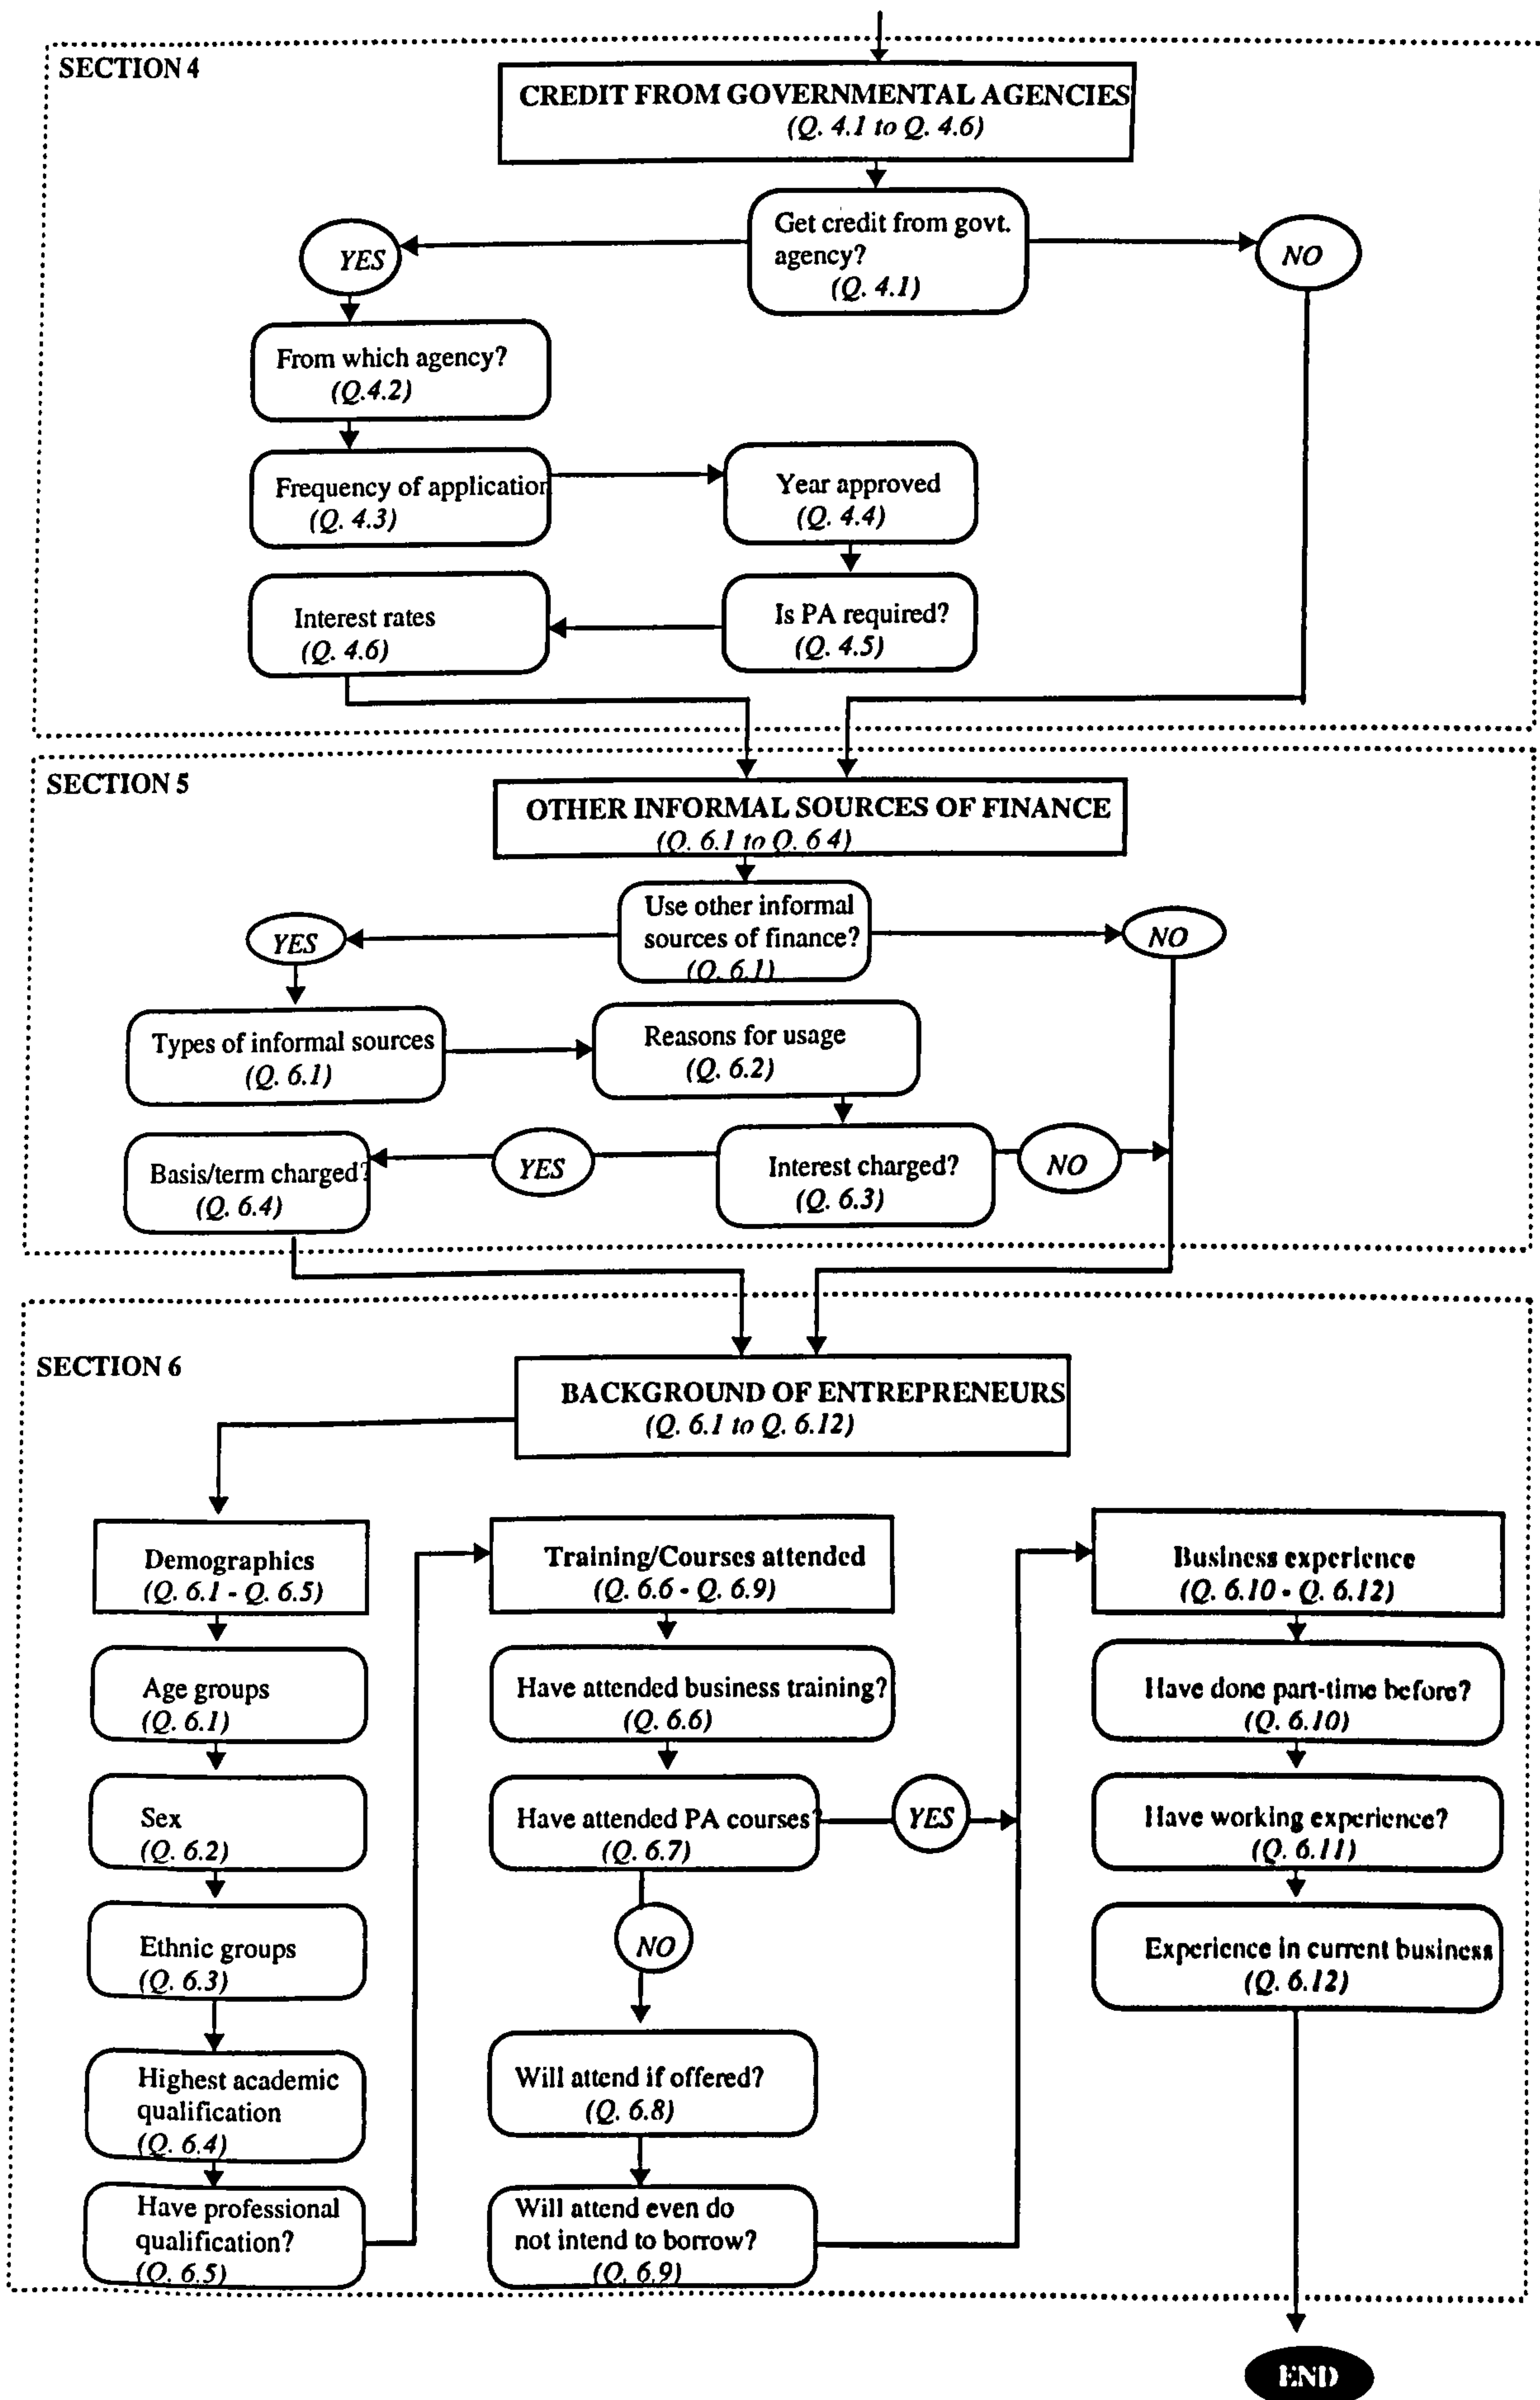 SECTION 4
CREDIT FROM GOVERNMENTAL AGENCIES
(Q. 4.1 to Q. 4.6)
Get credit from govt.
agency?
(Q. 4.1)
YES
NO
From which agency?
(Q.4.2)
Frequency of application
(Q. 4.3)
Year approved
(Q. 4.4)
Interest rates
(Q. 4.6)
Is PA required?
(Q. 4.5)
SECTION 5
OTHER INFORMAL SOURCES OF FINANCE
(Q. 6.1 to Q. 6 4)
Use other informal
sources of finance?
(Q. 6.1)
YES
NO
Types of informal sources
(Q. 6.1)
Reasons for usage
(Q. 6.2)
Basis/term charged?
(Q. 6.4)
YES
Interest charged?
(Q. 6.3)
NO
SECTION 6
BACKGROUND OF ENTREPRENEURS
(Q. 6.1 to Q. 6.12)
Demographics
(Q. 6.1 - Q. 6.5)
Age groups
(Q. 6.1)
Sex
(Q. 6.2)
Ethnic groups
(Q. 6.3)
Highest academic
qualification
(Q. 6.4)
Have professional
qualification?
(Q. 6.5)
Training/Courses attended
(Q. 6.6 - Q. 6.9)
Have attended business training?
(Q. 6.6)
Have attended PA courses?
(Q. 6.7)
YES
NO
Will attend if offered?
(Q. 6.8)
Will attend even do
not intend to borrow?
(Q. 6.9)
Business experience
(Q. 6.10 - Q. 6.12)
Have done part-time before?
(Q. 6.10)
Have working experience?
(Q. 6.11)
Experience in current business
(Q. 6.12)
END